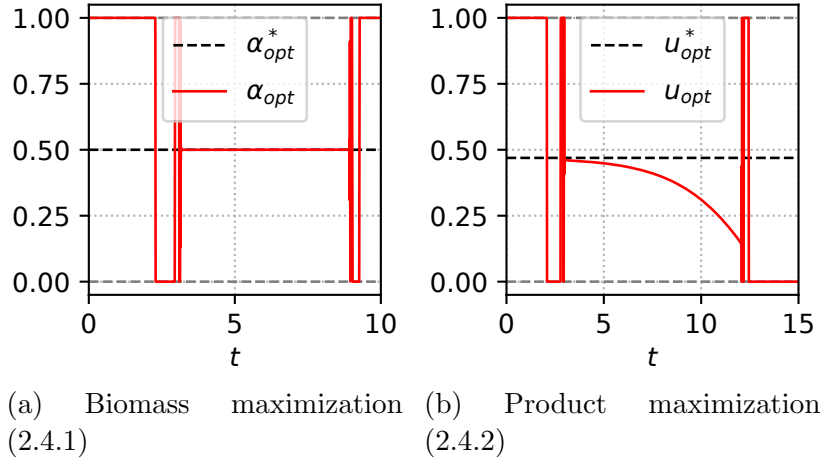 1.00
0.75
0.50
0.25
0.00
α*opt
αopt
0 5 10
t
1.00
0.75
0.50
0.25
0.00
u*opt
uopt
0 5 10 15
t
(a) Biomass maximization
(2.4.1)
(b) Product maximization
(2.4.2)